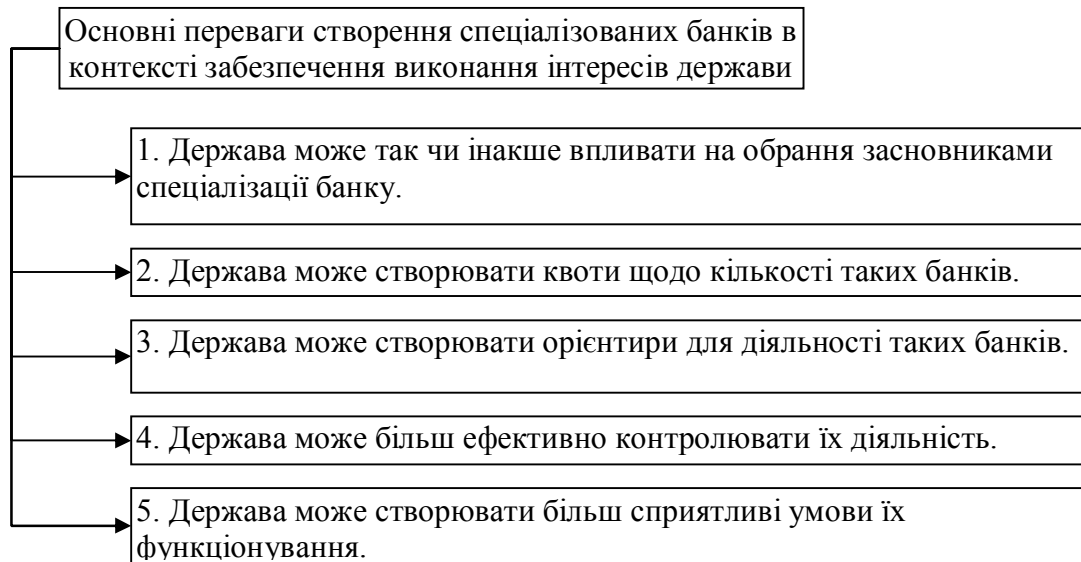 Основні переваги створення спеціалізованих банків в
контексті забезпечення виконання інтересів держави
1. Держава може так чи інакше впливати на обрання засновниками
спеціалізації банку.
2. Держава може створювати квоти щодо кількості таких банків.
3. Держава може створювати орієнтири для діяльності таких банків.
4. Держава може більш ефективно контролювати їх діяльність.
5. Держава може створювати більш сприятливі умови їх
функціонування.